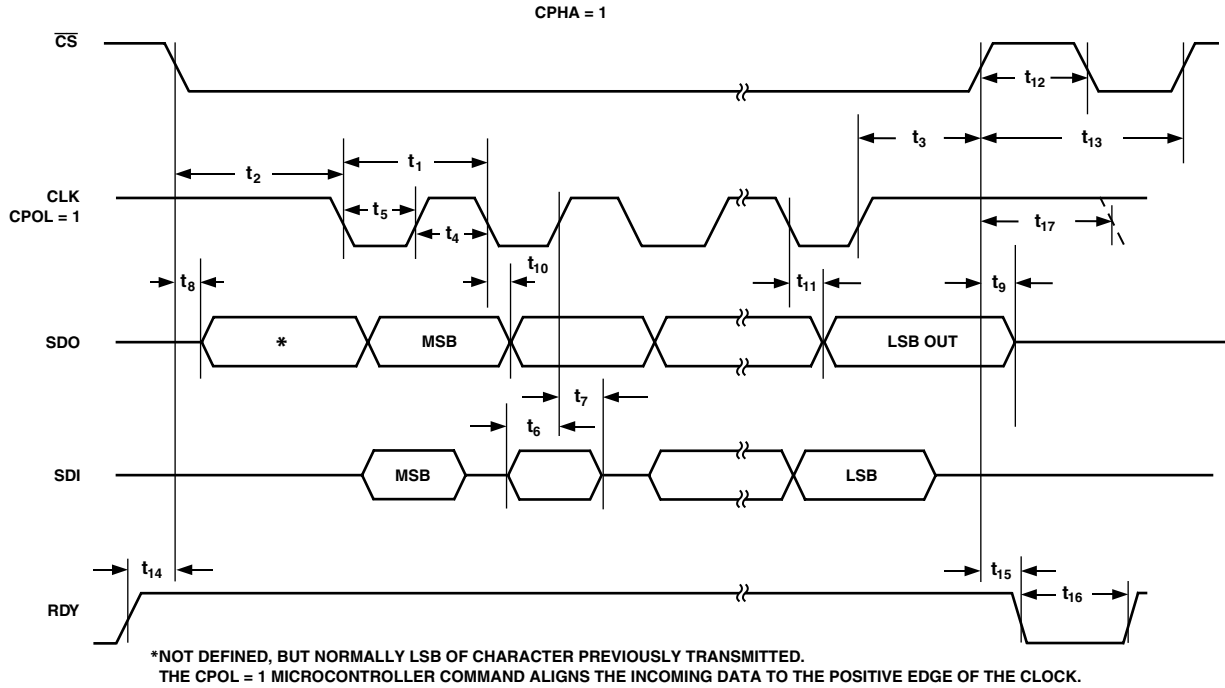 CPHA = 1
CS
t12
t3
t13
t1
t2
CLK
CPOL = 1
t5
t4
t17
t10
t8
t11
t9
SDO
*
MSB
LSB OUT
t7
t6
SDI
MSB
LSB
t14
t15
t16
RDY
*NOT DEFINED, BUT NORMALLY LSB OF CHARACTER PREVIOUSLY TRANSMITTED.
THE CPOL = 1 MICROCONTROLLER COMMAND ALIGNS THE INCOMING DATA TO THE POSITIVE EDGE OF THE CLOCK.